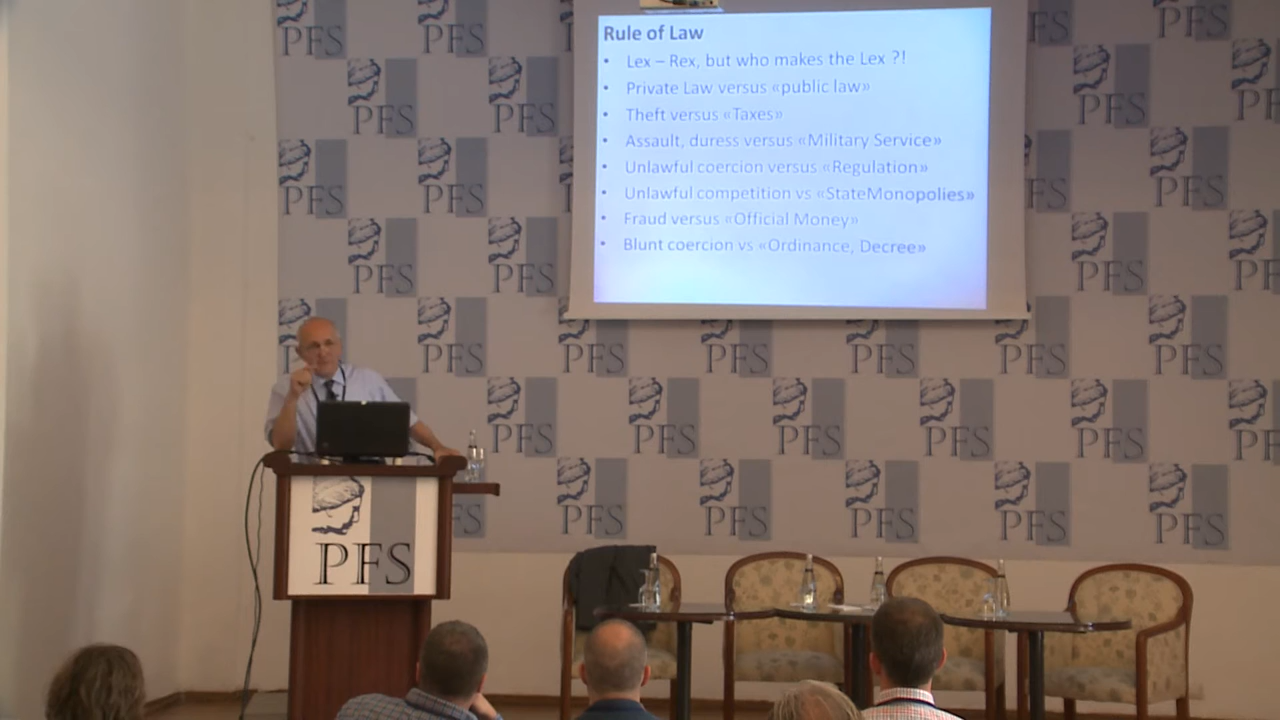 Rule of Law
• Lex – Rex, but who makes the Lex ?!
• Private Law versus «public law»
• Theft versus «Taxes»
• Assault, duress versus «Military Service»
• Unlawful coercion versus «Regulation»
• Unlawful competition vs «StateMonopolies»
• Fraud versus «Official Money»
• Blunt coercion vs «Ordinance, Decree»
PFS